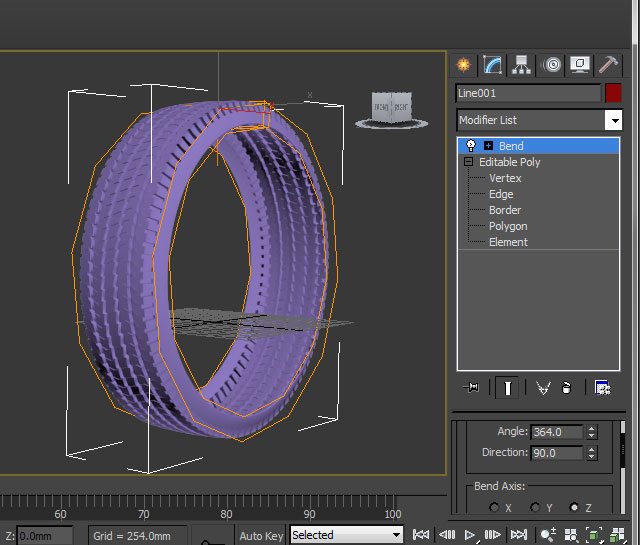 Line001
x
Modifier List
Bend
Editable Poly
Vertex
Edge
Border
Polygon
Element
Angle: 364.0
Direction: 90.0
Bend Axis:
X Y Z
60 70 80 90 100
Z: 0.0mm Grid = 254.0mm Auto Key Selected